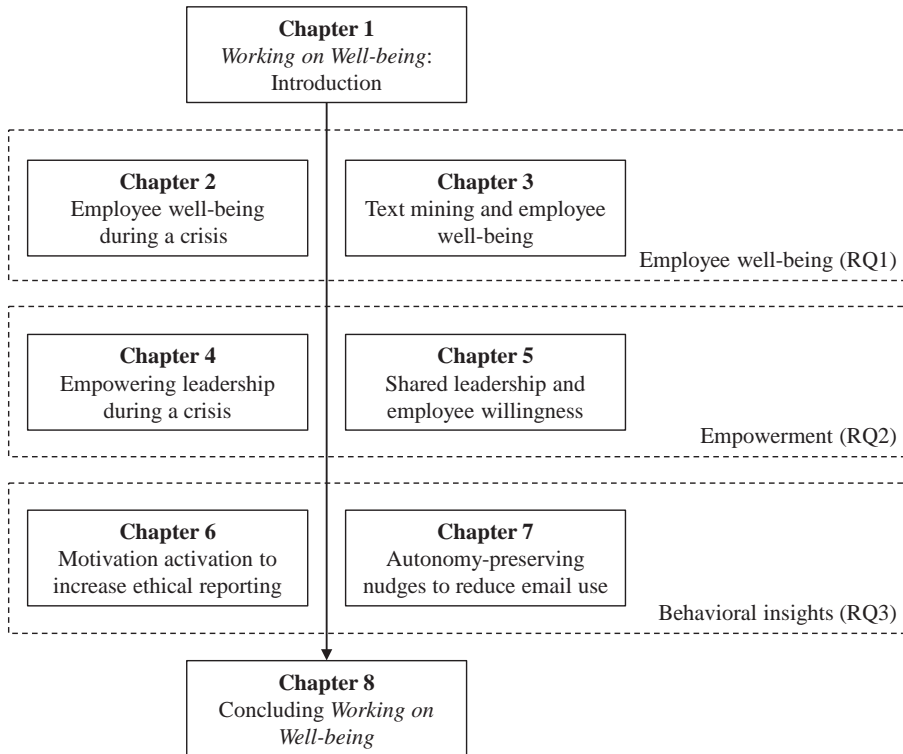 Chapter 1
Working on Well-being:
Introduction
Chapter 2
Employee well-being
during a crisis
Chapter 3
Text mining and employee
well-being
Employee well-being (RQ1)
Chapter 4
Empowering leadership
during a crisis
Chapter 5
Shared leadership and
employee willingness
Empowerment (RQ2)
Chapter 6
Motivation activation to
increase ethical reporting
Chapter 7
Autonomy-preserving
nudges to reduce email use
Behavioral insights (RQ3)
Chapter 8
Concluding Working on
Well-being